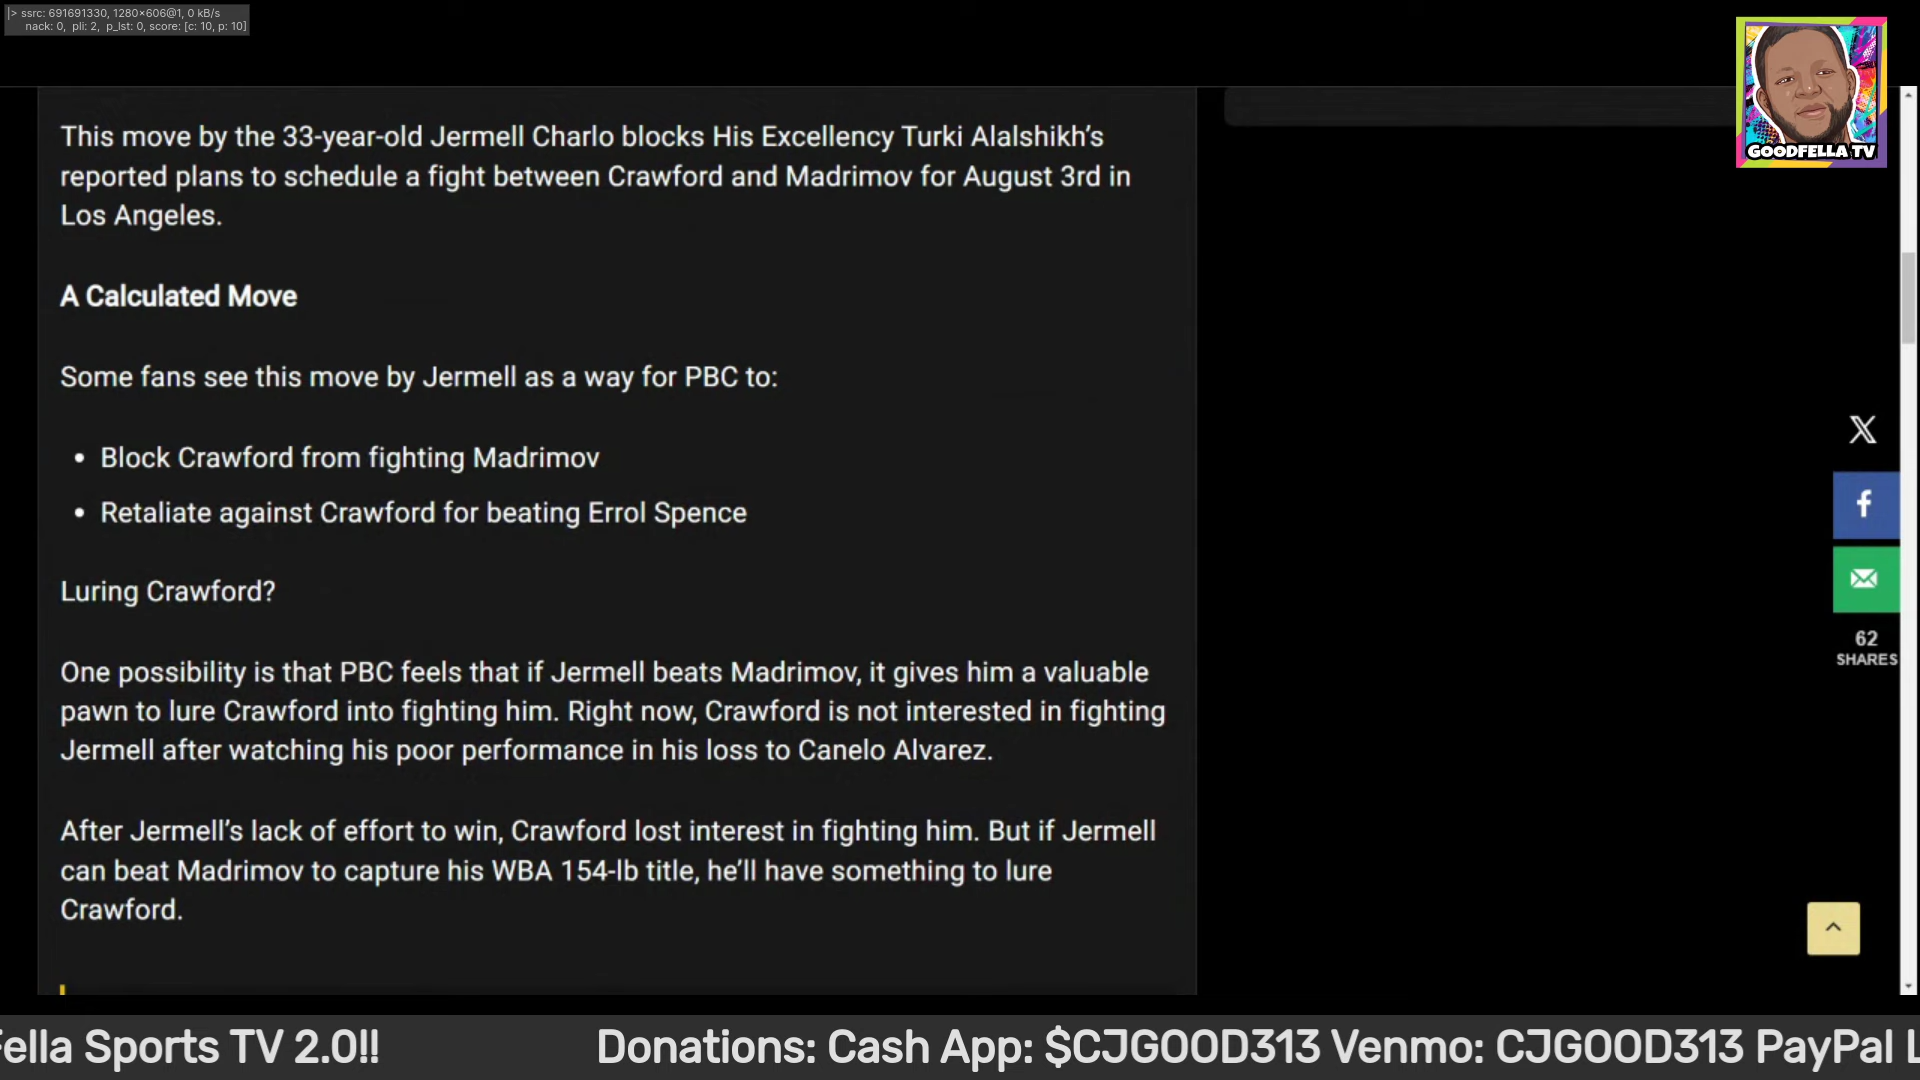 |> ssrc: 691691330, 1280×606@1, 0 kB/s
nack: 0, pli: 2, p_lst: 0, score: [c: 10, p: 10]
GOODFELLA TV
This move by the 33-year-old Jermell Charlo blocks His Excellency Turki Alalshikh’s
reported plans to schedule a fight between Crawford and Madrimov for August 3rd in
Los Angeles.
A Calculated Move
Some fans see this move by Jermell as a way for PBC to:
• Block Crawford from fighting Madrimov
• Retaliate against Crawford for beating Errol Spence
Luring Crawford?
One possibility is that PBC feels that if Jermell beats Madrimov, it gives him a valuable
pawn to lure Crawford into fighting him. Right now, Crawford is not interested in fighting
Jermell after watching his poor performance in his loss to Canelo Alvarez.
After Jermell’s lack of effort to win, Crawford lost interest in fighting him. But if Jermell
can beat Madrimov to capture his WBA 154-lb title, he’ll have something to lure
Crawford.
62
SHARES
Fella Sports TV 2.0!! Donations: Cash App: $CJGOOD313 Venmo: CJGOOD313 PayPal L